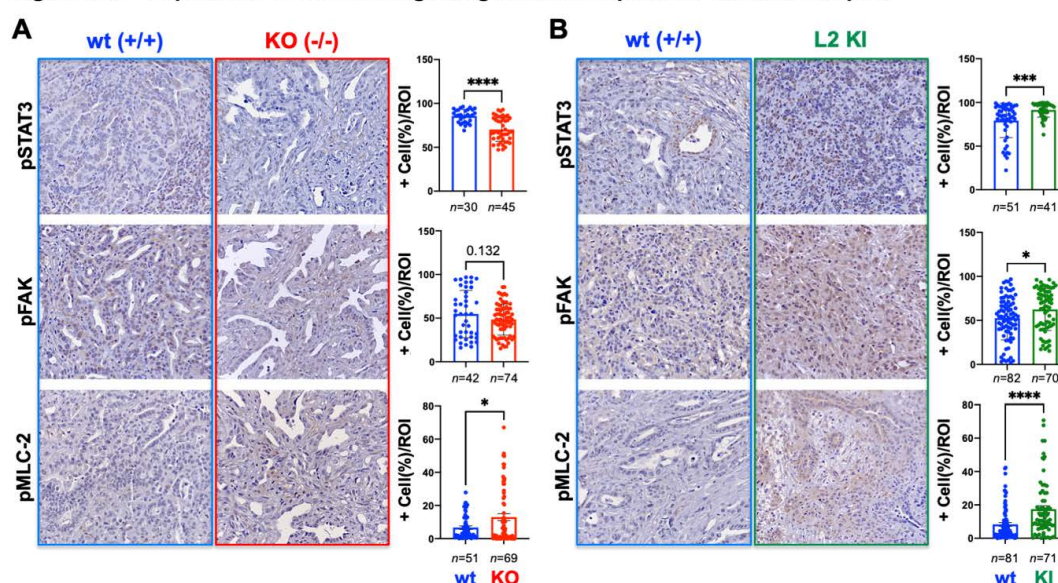 A
wt (+/+)
KO (-/-)
pSTAT3
+ Cell(%)/ROI
150
100
50
0
****
n=30 n=45
pFAK
+ Cell(%)/ROI
150
100
50
0
0.132
n=42 n=74
pMLC-2
+ Cell(%)/ROI
80
60
40
20
0
*
n=51 n=69
wt KO
B
wt (+/+)
L2 KI
pSTAT3
+ Cell(%)/ROI
150
100
50
0
***
n=51 n=41
pFAK
+ Cell(%)/ROI
150
100
50
0
*
n=82 n=70
pMLC-2
+ Cell(%)/ROI
80
60
40
20
0
****
n=81 n=71
wt KI